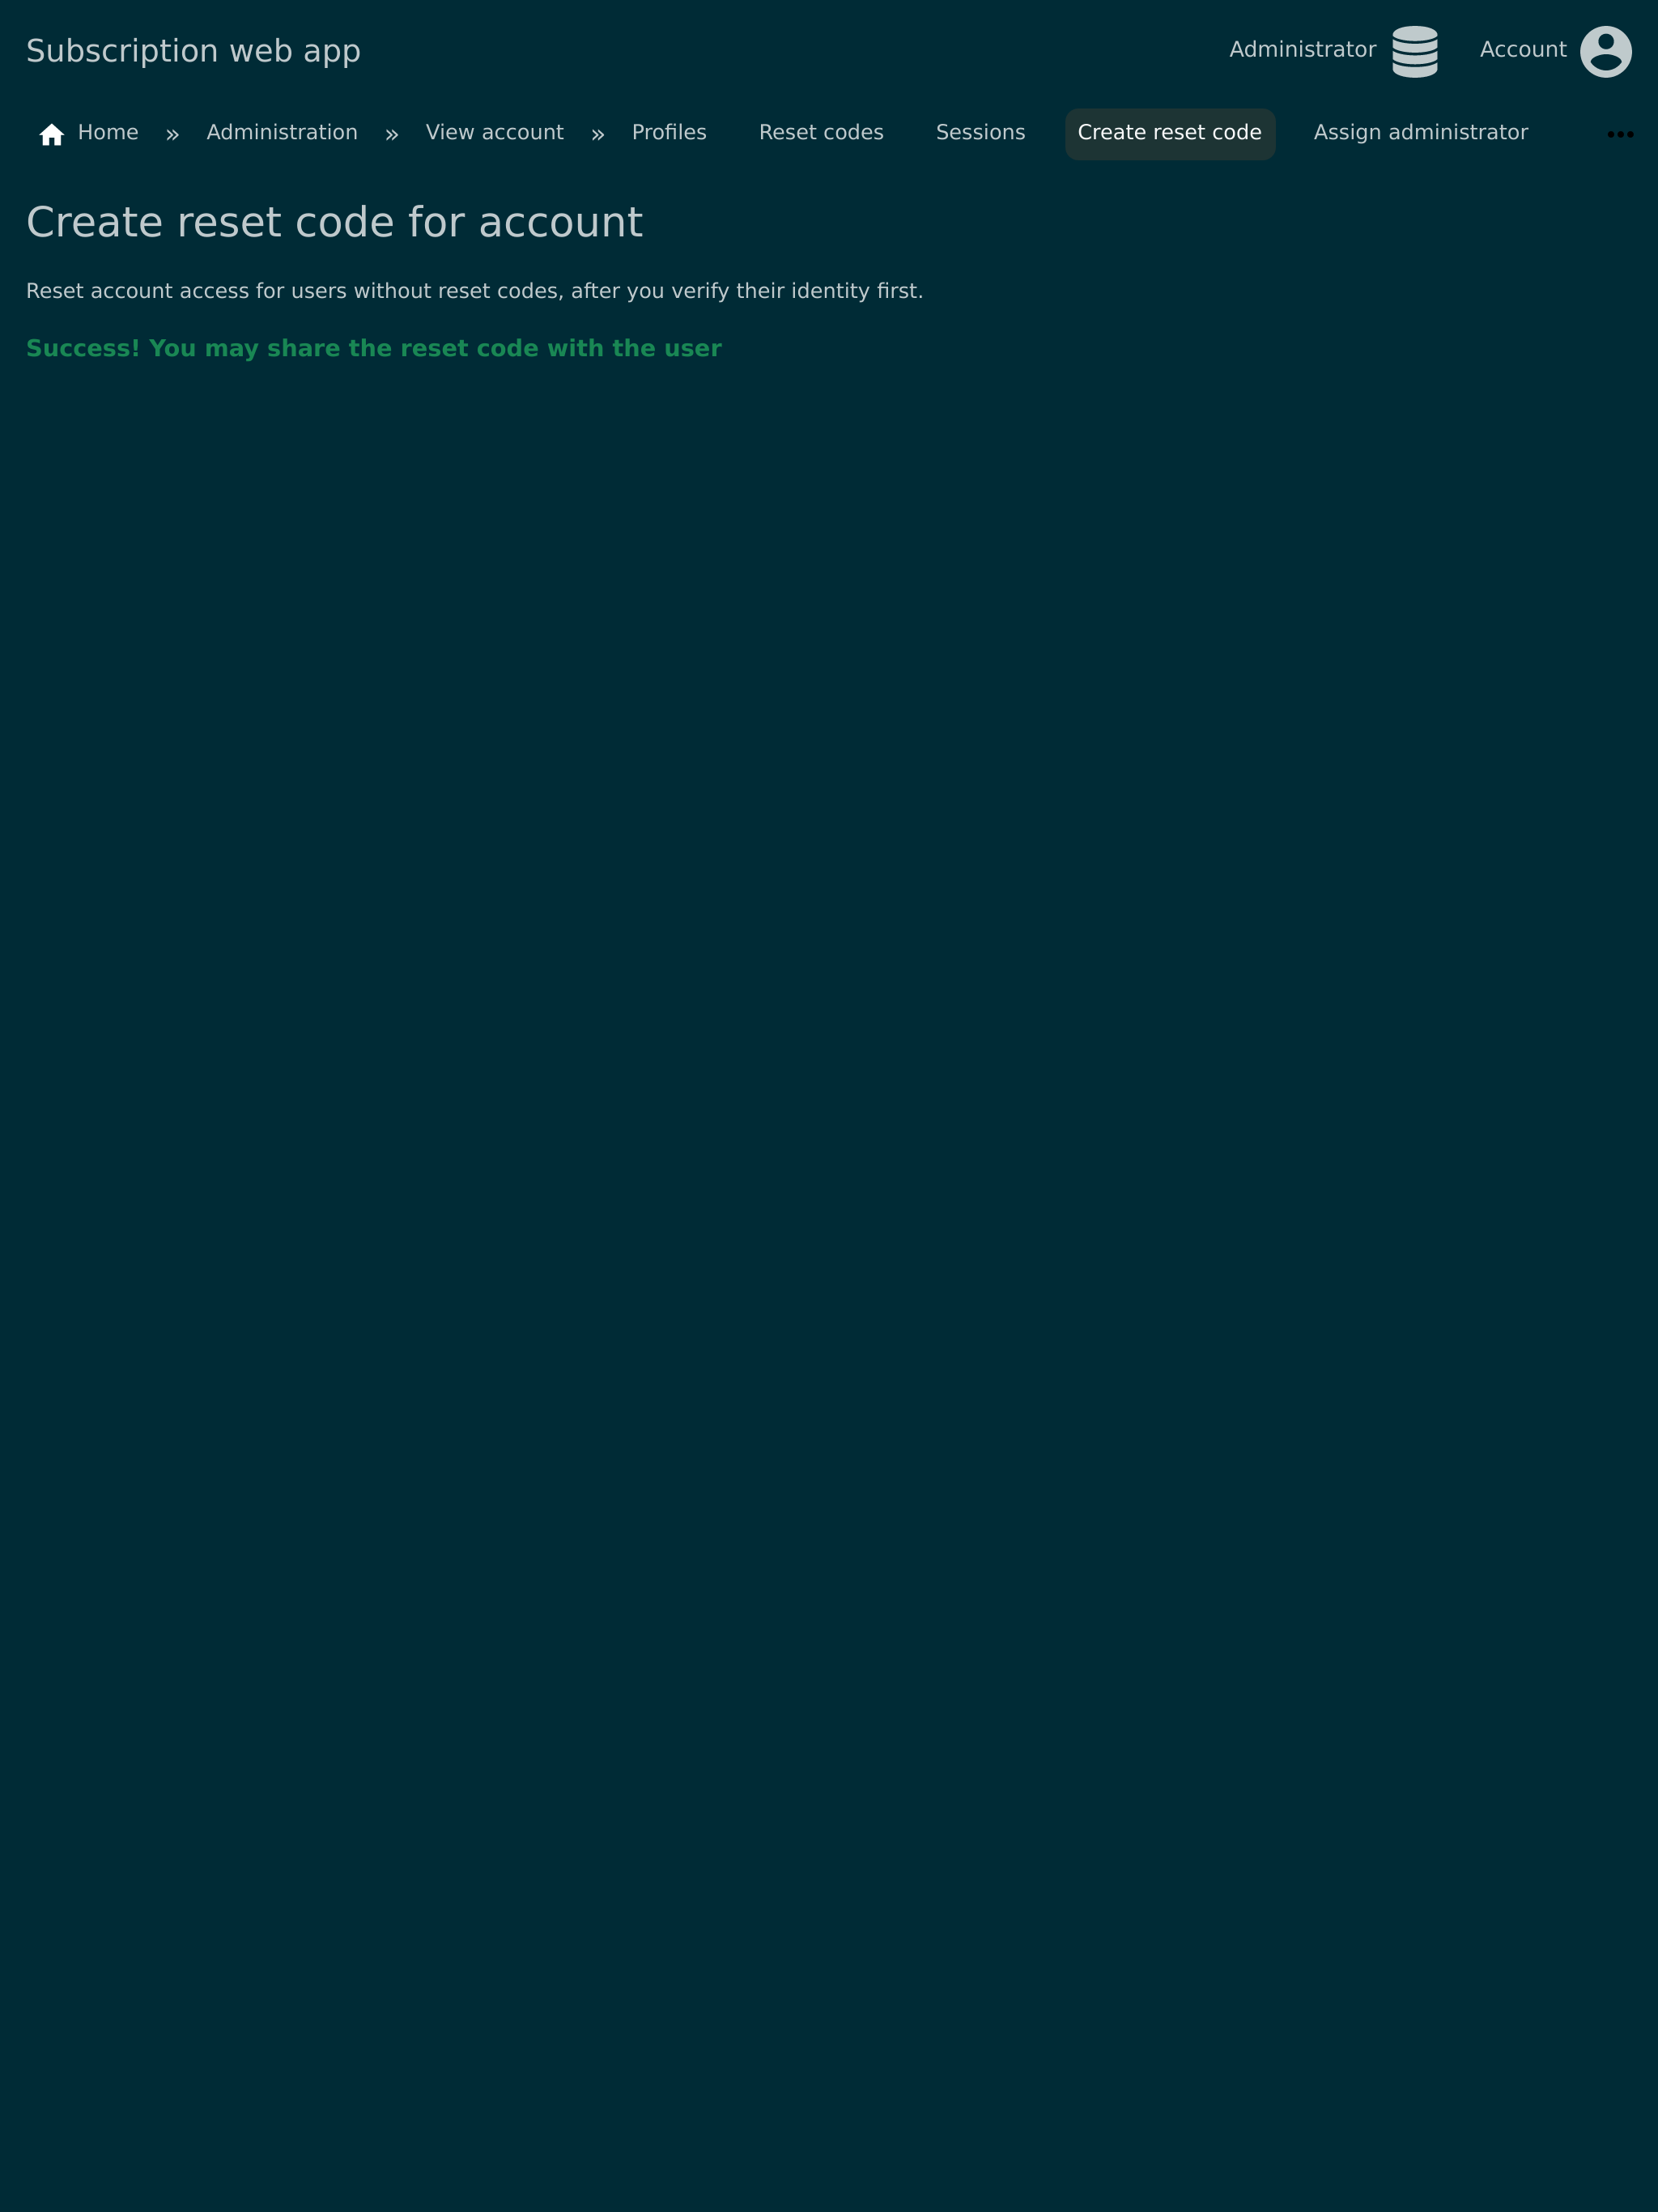 Subscription web app
Administrator
Account
Home » Administration » View account » Profiles Reset codes Sessions Create reset code Assign administrator
Create reset code for account
Reset account access for users without reset codes, after you verify their identity first.
Success! You may share the reset code with the user